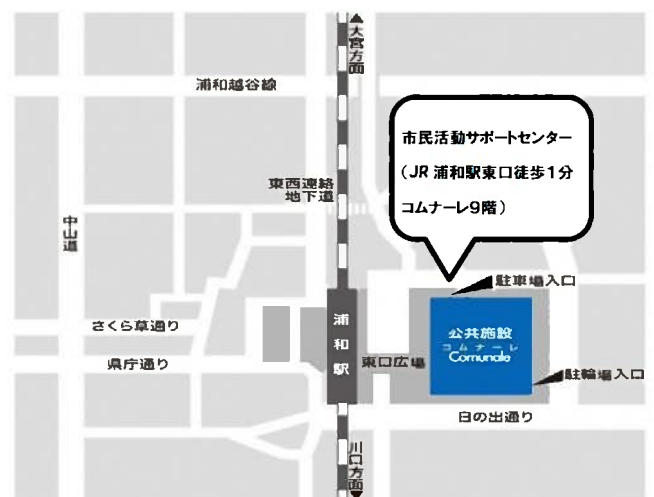 大宮方面
浦和越谷線
市民活動サポートセンター
(JR 浦和駅東口徒歩1分
コムナーレ9階)
東西連絡
地下道
中山道
駐車場入口
さくら草通り
浦和駅
公共施設
コムナーレ
Comunale
県庁通り
東口広場
駐輪場入口
日の出通り
川口方面